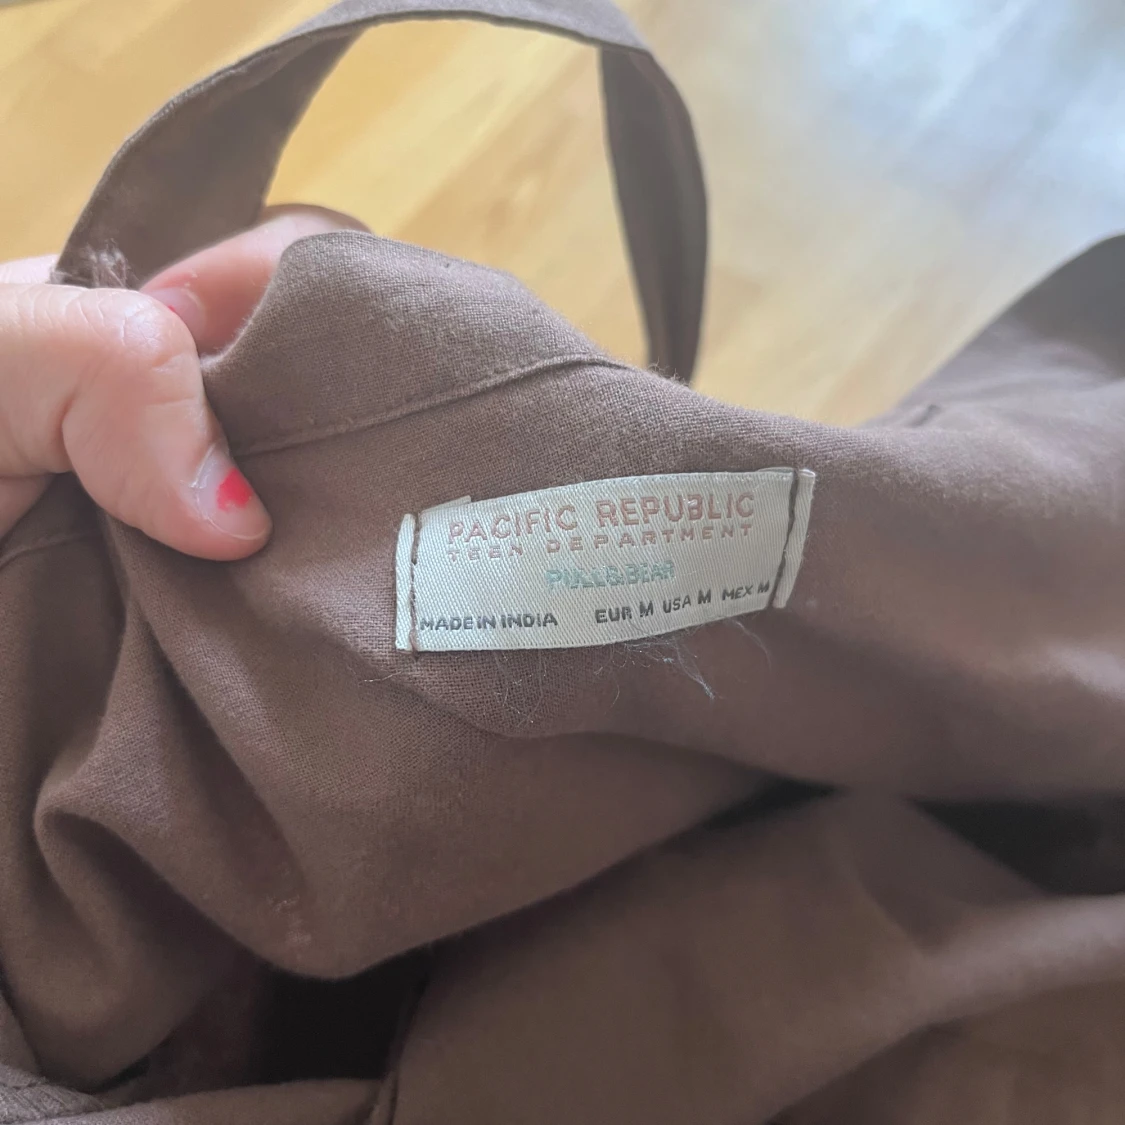 PACIFIC REPUBLIC
TEEN DEPARTMENT
PULL&BEAR
MADE IN INDIA EUR M USA M MEX M